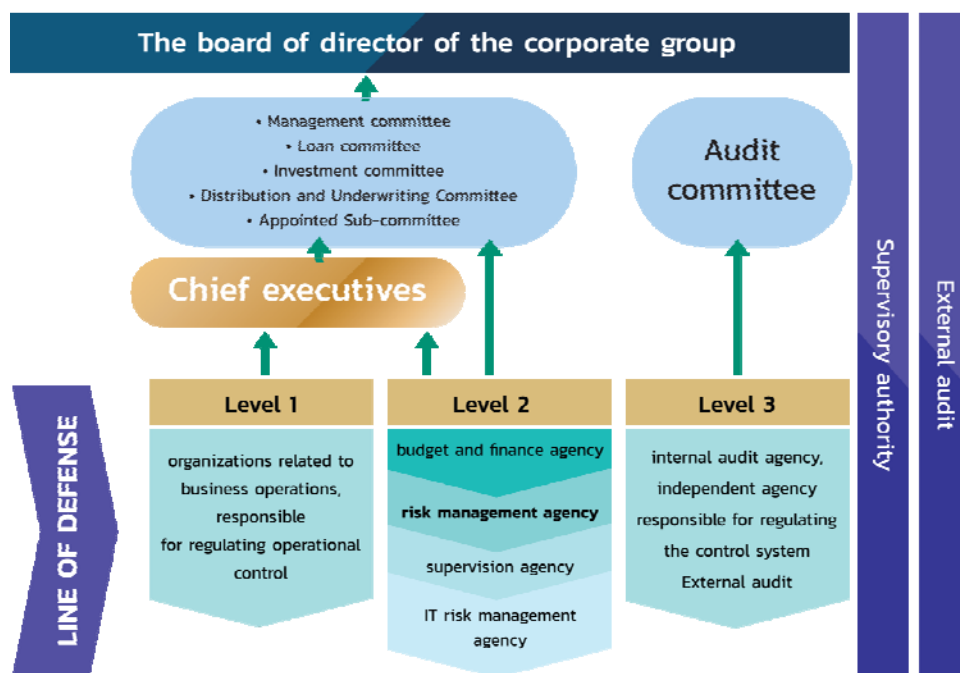 The board of director of the corporate group
• Management committee
• Loan committee
• Investment committee
• Distribution and Underwriting Committee
• Appointed Sub-committee
Audit
committee
Chief executives
LINE OF DEFENSE
Level 1
organizations related to
business operations,
responsible
for regulating operational
control
Level 2
budget and finance agency
risk management agency
supervision agency
IT risk management
agency
Level 3
internal audit agency,
independent agency
responsible for regulating
the control system
External audit
Supervisory authority
External audit